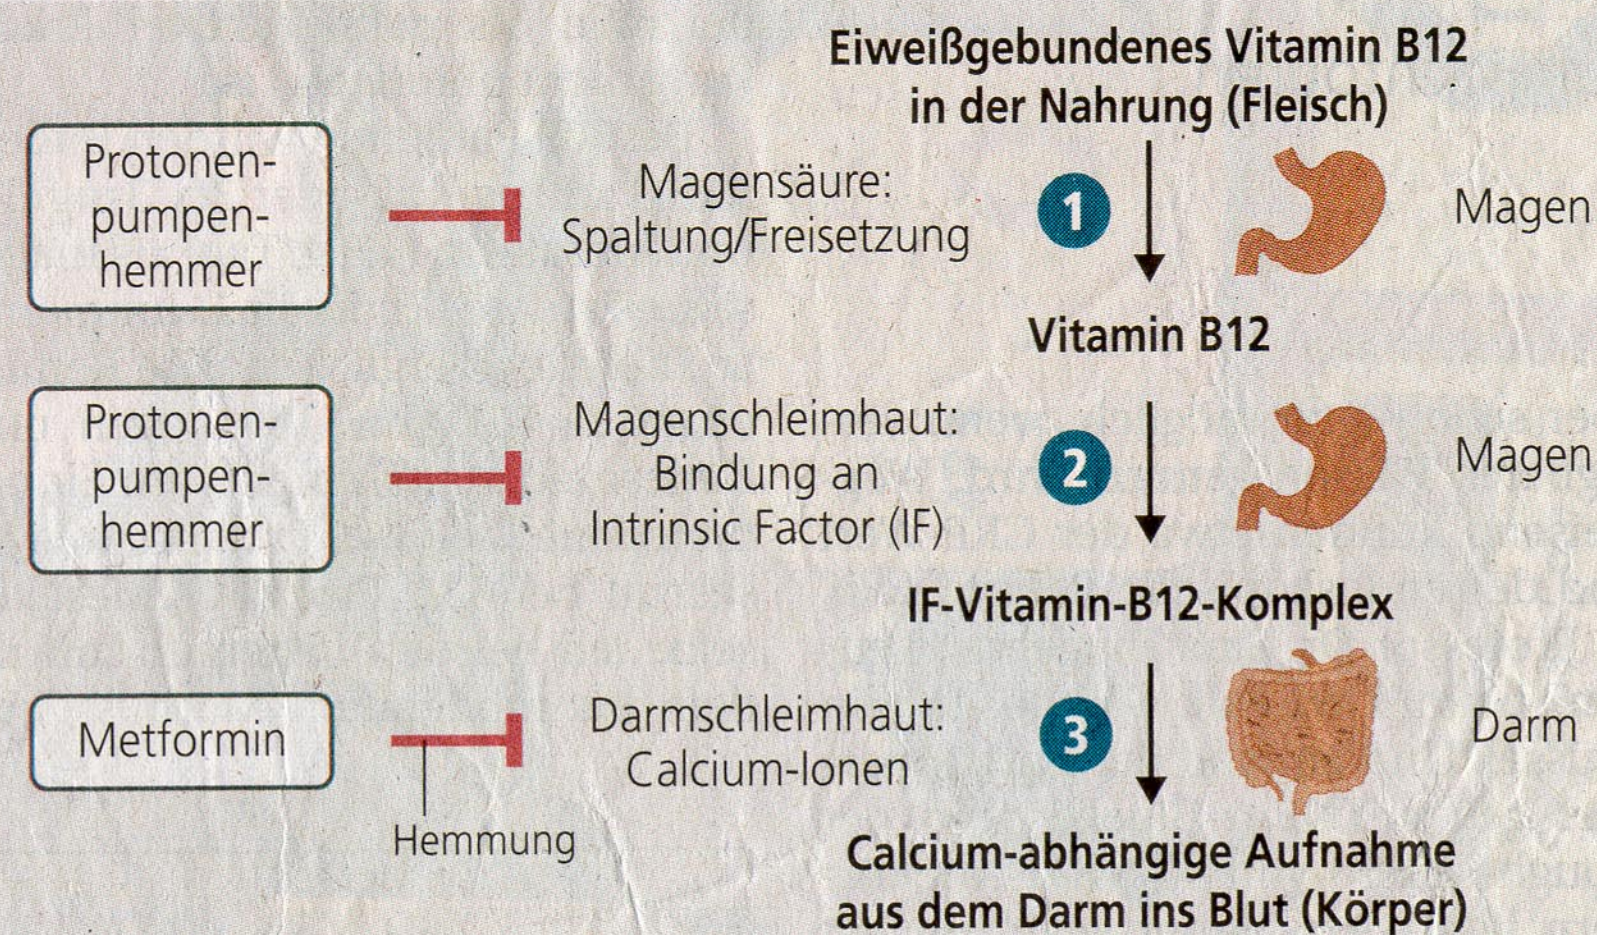 Eiweißgebundenes Vitamin B12
in der Nahrung (Fleisch)
Protonen-
pumpen-
hemmer
Magensäure:
Spaltung/Freisetzung
1
Magen
Vitamin B12
Protonen-
pumpen-
hemmer
Magenschleimhaut:
Bindung an
Intrinsic Factor (IF)
2
Magen
IF-Vitamin-B12-Komplex
Metformin
Hemmung
Darmschleimhaut:
Calcium-Ionen
3
Darm
Calcium-abhängige Aufnahme
aus dem Darm ins Blut (Körper)